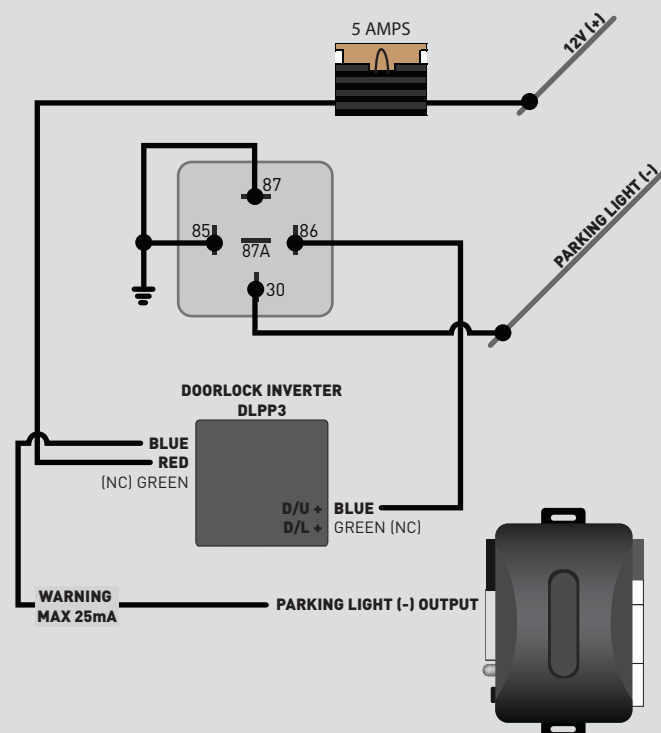 5 AMPS
12V (+)
PARKING LIGHT (-)
87
85
86
87A
30
DOORLOCK INVERTER
DLPP3
BLUE
RED
(NC) GREEN
D/U + BLUE
D/L + GREEN (NC)
WARNING
MAX 25mA
PARKING LIGHT (-) OUTPUT